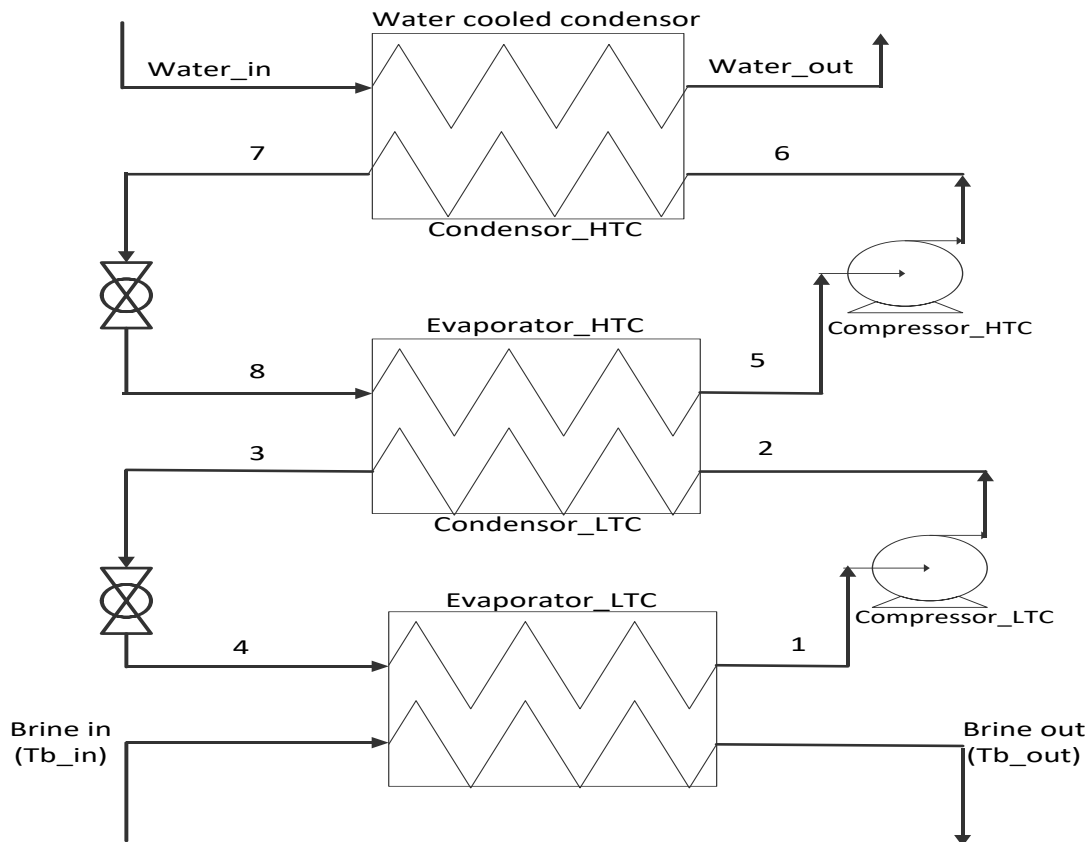 Water cooled condensor
Water_in
Water_out
7
6
Condensor_HTC
Evaporator_HTC
Compressor_HTC
8
5
3
2
Condensor_LTC
Evaporator_LTC
Compressor_LTC
4
1
Brine in
(Tb_in)
Brine out
(Tb_out)